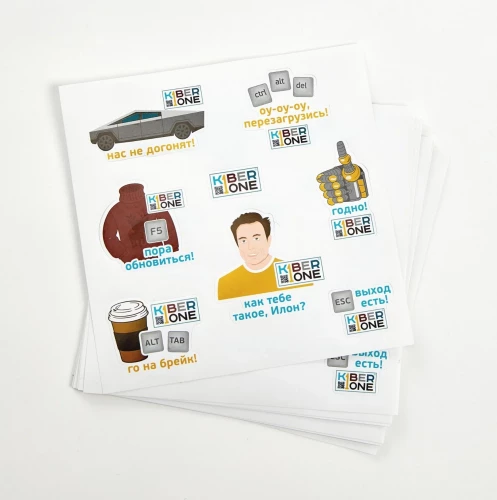 KIBER
ONE
нас не догонят!
ctrl
alt
del
оу-оу-оу,
перезагрузись!
KIBER
ONE
KIBER
ONE
F5
пора
обновиться!
KIBER
ONE
годно!
KIBER
ONE
KIBER
ONE
как тебе
такое, Илон?
KIBER
ONE
ALT
TAB
го на брейк!
ESC
выход
есть!
KIBER
ONE
выход
есть!
KIBER
ONE